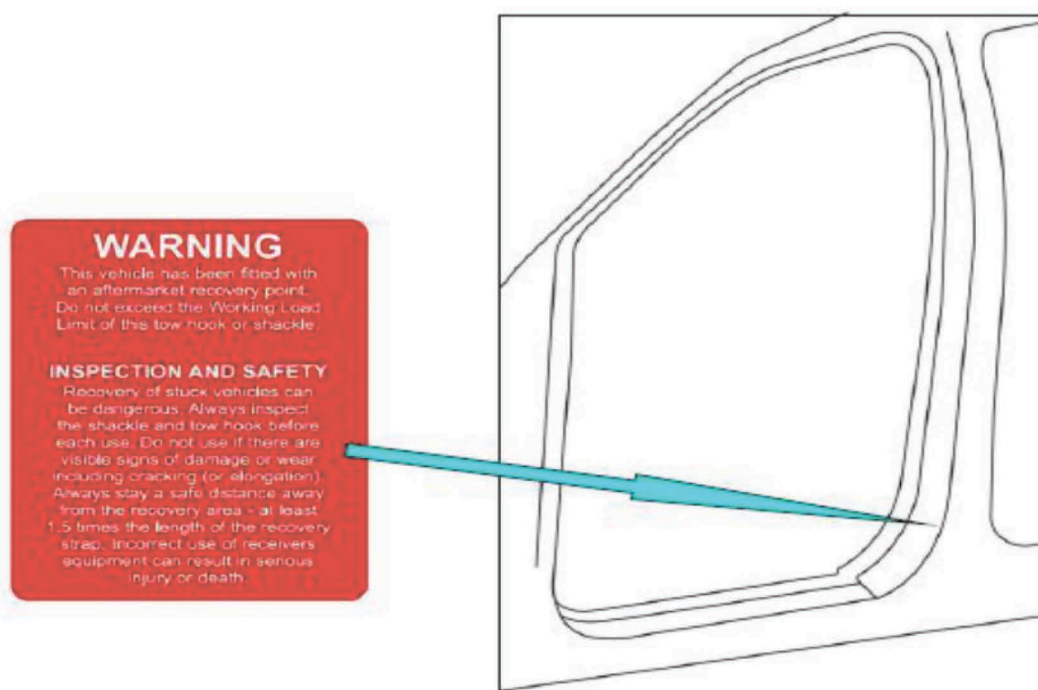 WARNING
This vehicle has been fitted with
an aftermarket recovery point.
Do not exceed the Working Load
Limit of this tow hook or shackle.
INSPECTION AND SAFETY
Recovery of stuck vehicles can
be dangerous. Always inspect
the shackle and tow hook before
each use. Do not use if there are
visible signs of damage or wear
including cracking (or elongation).
Always stay a safe distance away
from the recovery area - at least
1.5 times the length of the recovery
strap. Incorrect use of receivers
equipment can result in serious
injury or death.